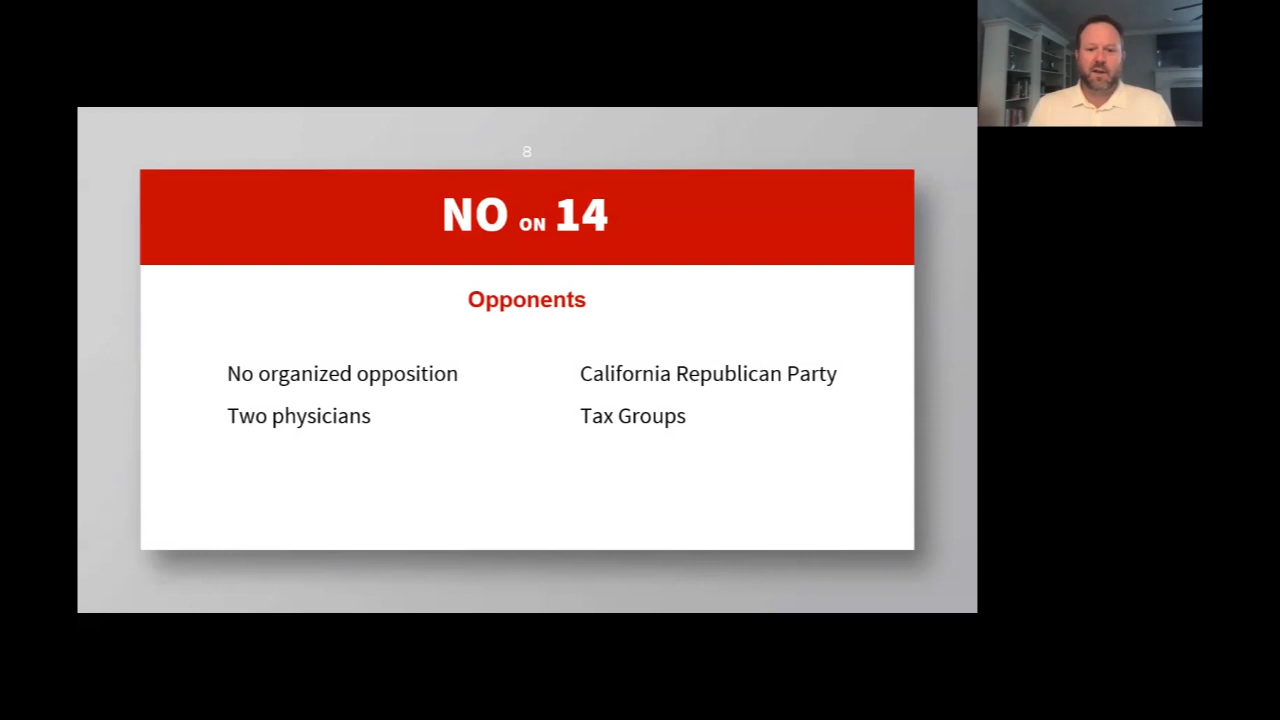 8
NO ON 14
Opponents
No organized opposition
Two physicians
California Republican Party
Tax Groups